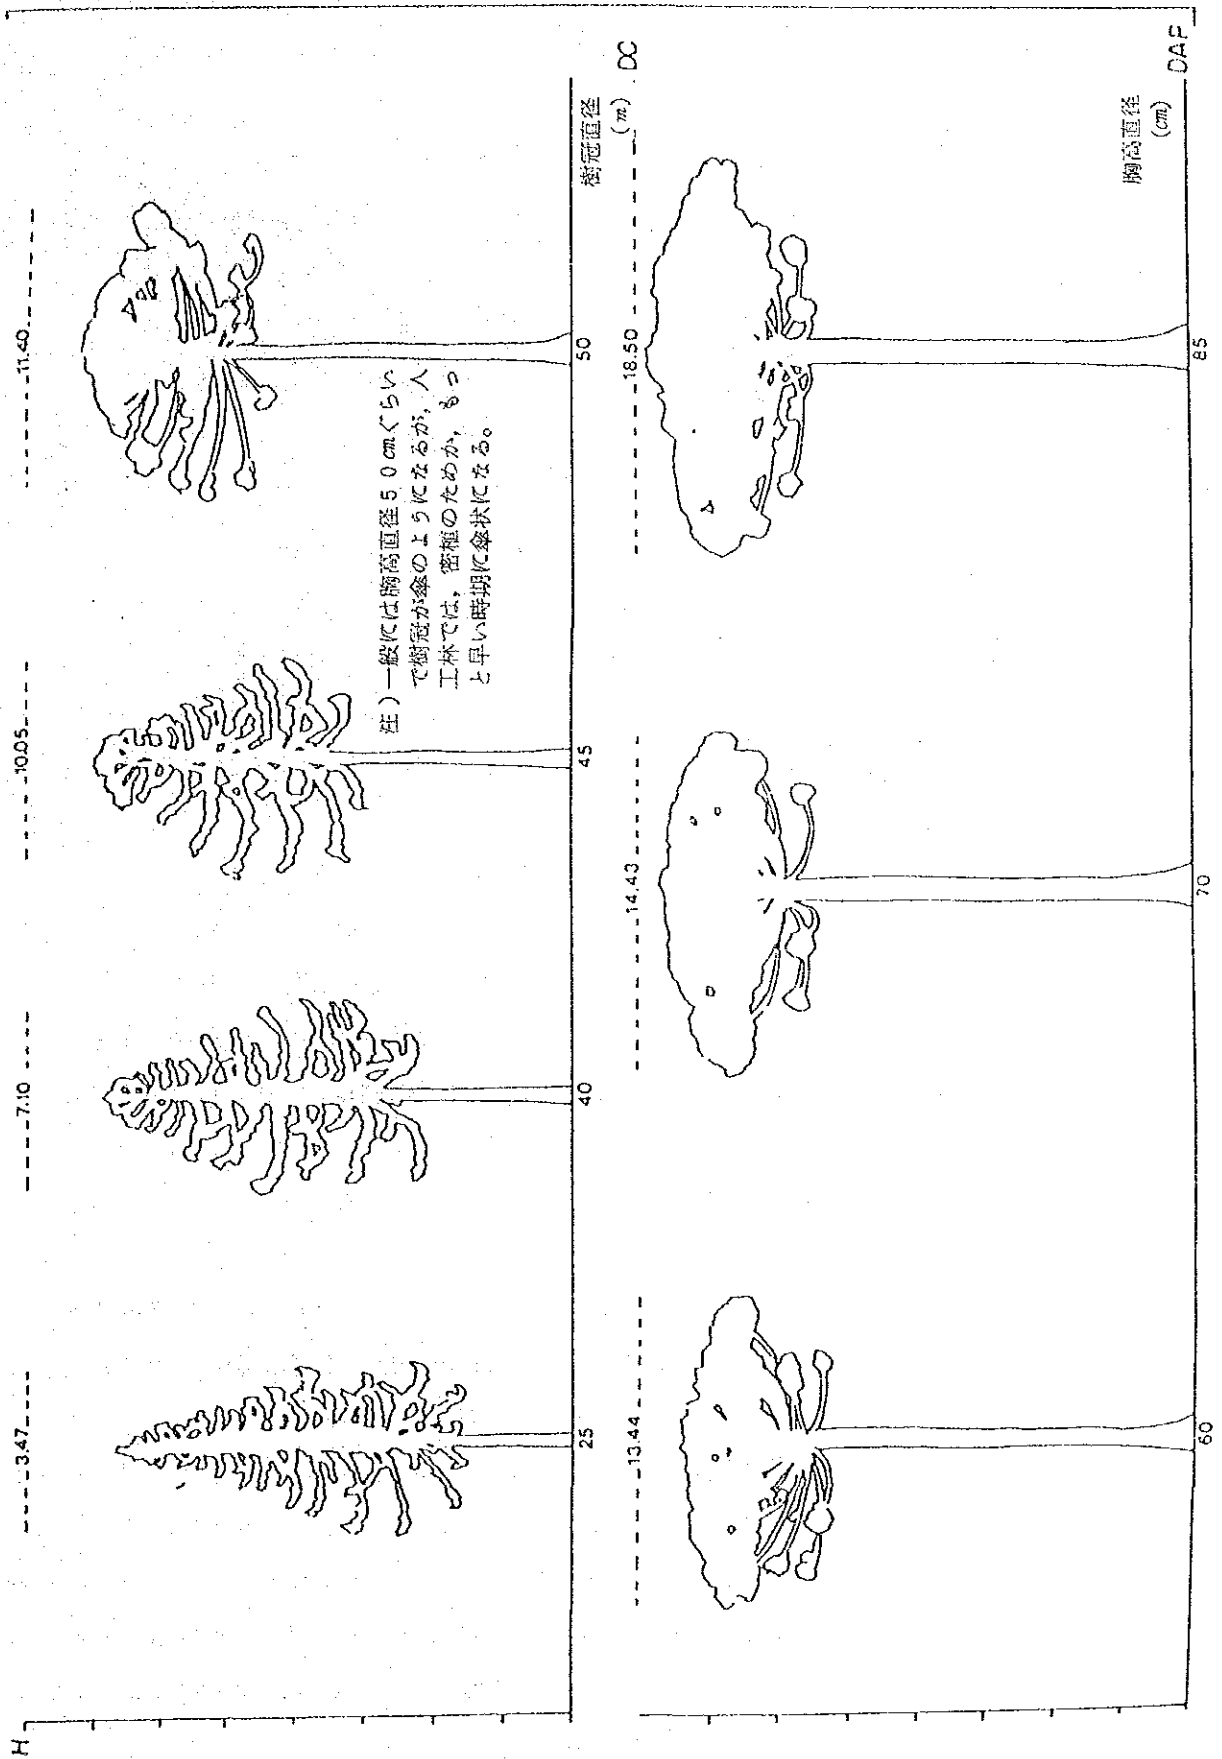 H
3.47
7.10
10.05
11.40
注)一般には胸高直径50cmぐらい
で樹冠が傘のようになるが,人
工林では,密植のためか,もっ
と早い時期に傘状になる。
25
40
45
50
樹冠直径
(m)
DC
13.44
14.43
18.50
胸高直径
(cm)
60
70
85
DAP